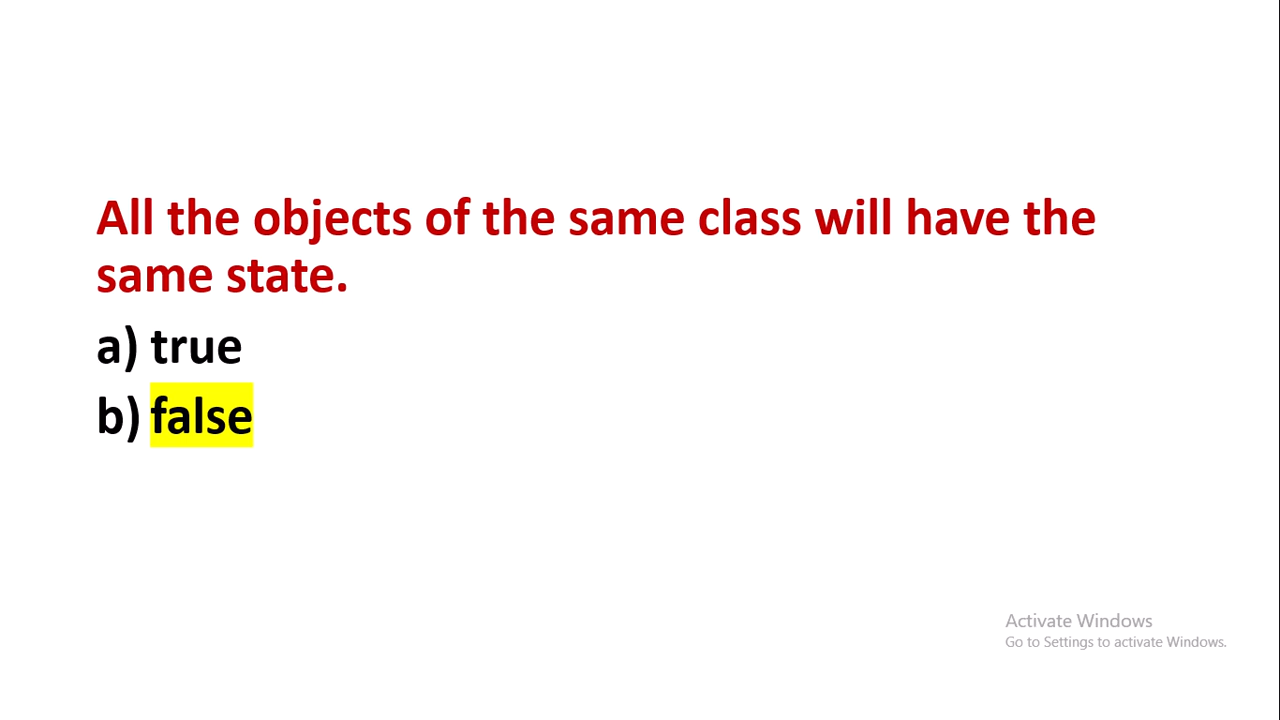 All the objects of the same class will have the
same state.
a) true
b) false
Activate Windows
Go to Settings to activate Windows.